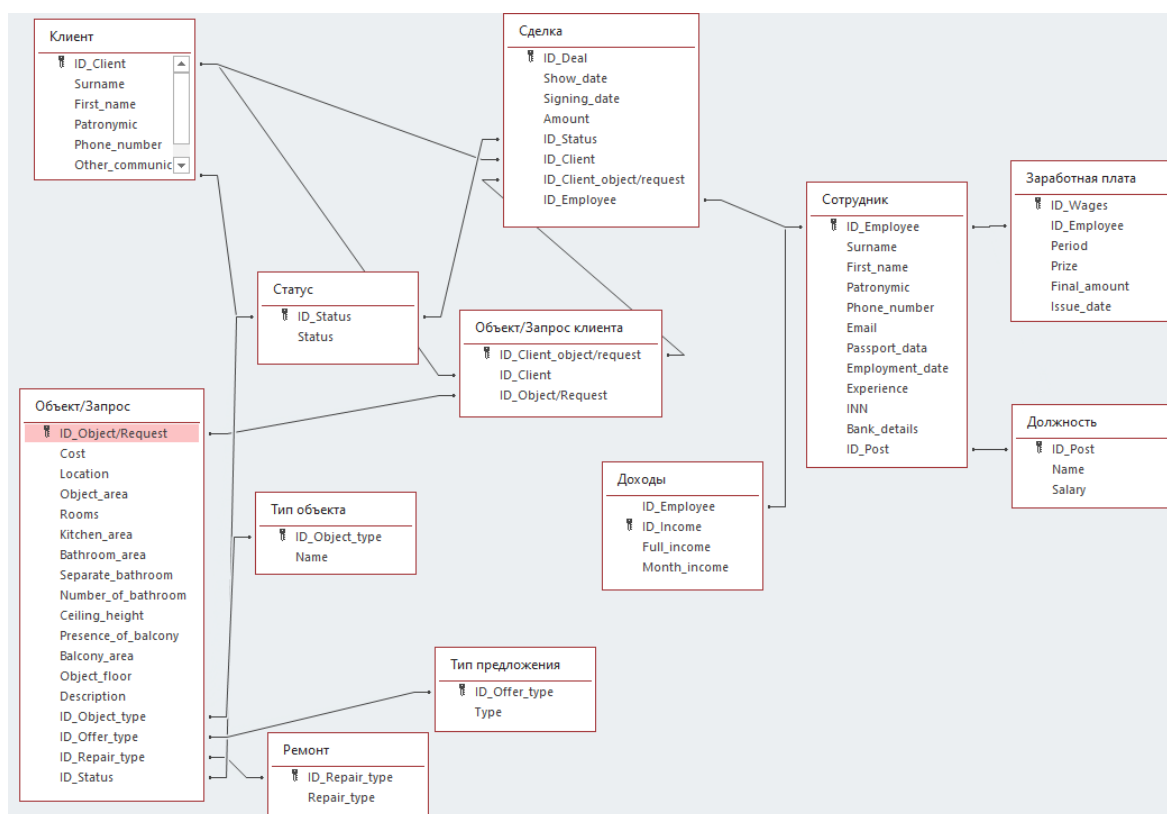 Клиент
ID_Client
Surname
First_name
Patronymic
Phone_number
Other_communic
Сделка
ID_Deal
Show_date
Signing_date
Amount
ID_Status
ID_Client
ID_Client_object/request
ID_Employee
Сотрудник
ID_Employee
Surname
First_name
Patronymic
Phone_number
Email
Passport_data
Employment_date
Experience
INN
Bank_details
ID_Post
Заработная плата
ID_Wages
ID_Employee
Period
Prize
Final_amount
Issue_date
Статус
ID_Status
Status
Объект/Запрос клиента
ID_Client_object/request
ID_Client
ID_Object/Request
Объект/Запрос
ID_Object/Request
Cost
Location
Object_area
Rooms
Kitchen_area
Bathroom_area
Separate_bathroom
Number_of_bathroom
Ceiling_height
Presence_of_balcony
Balcony_area
Object_floor
Description
ID_Object_type
ID_Offer_type
ID_Repair_type
ID_Status
Тип объекта
ID_Object_type
Name
Доходы
ID_Employee
ID_Income
Full_income
Month_income
Должность
ID_Post
Name
Salary
Тип предложения
ID_Offer_type
Type
Ремонт
ID_Repair_type
Repair_type